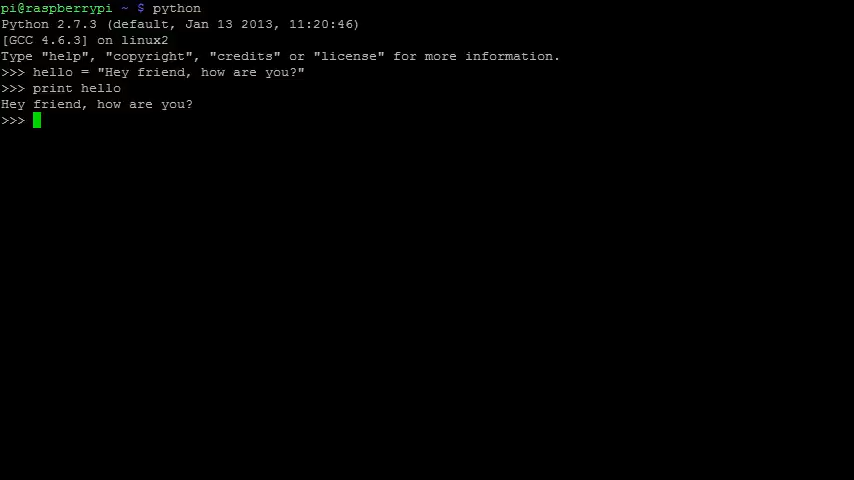 pi@raspberrypi ~ $ python
Python 2.7.3 (default, Jan 13 2013, 11:20:46)
[GCC 4.6.3] on linux2
Type "help", "copyright", "credits" or "license" for more information.
>>> hello = "Hey friend, how are you?"
>>> print hello
Hey friend, how are you?
>>>